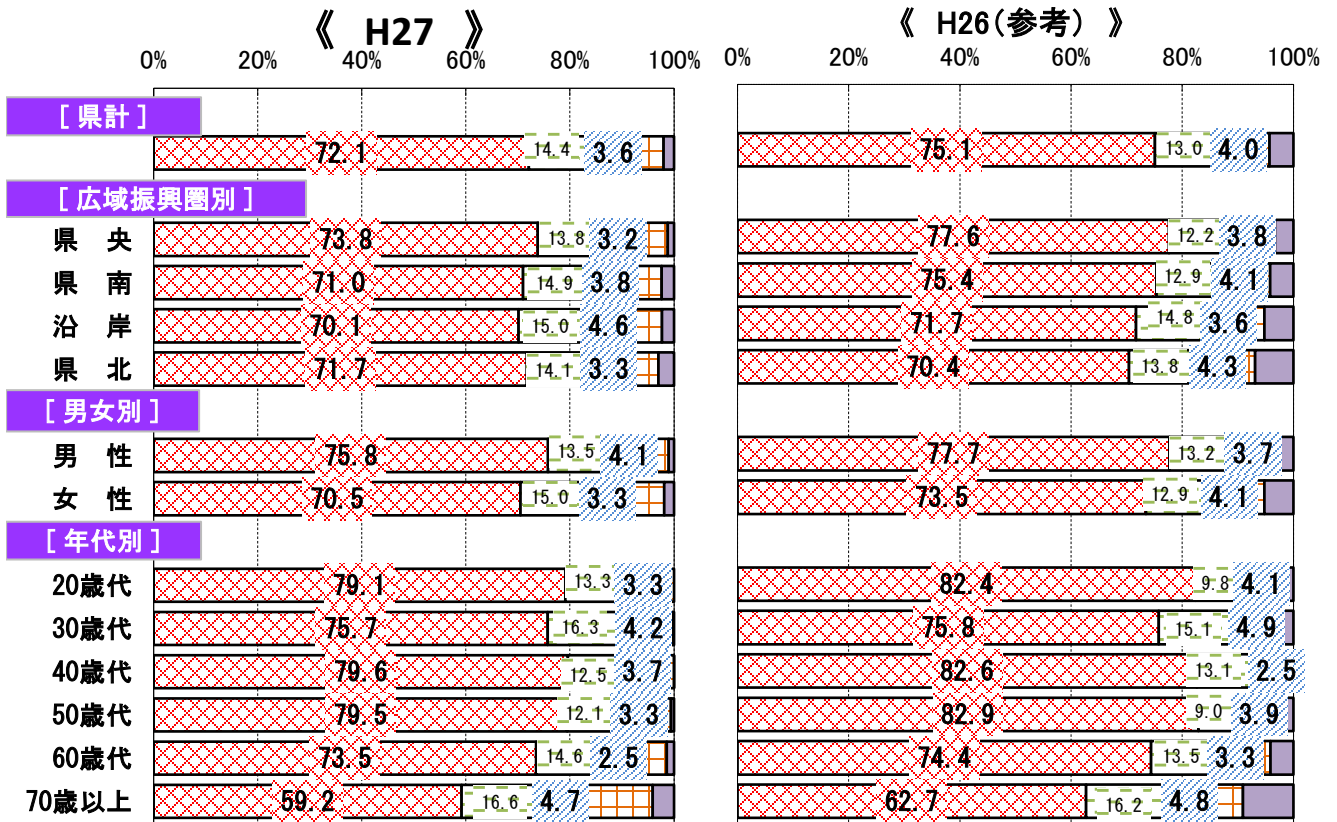 《 H27 》 《 H26(参考) 》
0% 20% 40% 60% 80% 100% 0% 20% 40% 60% 80% 100%
[ 県計 ]
72.1 14.4 3.6 75.1 13.0 4.0
[ 広域振興圏別 ]
県 央 73.8 13.8 3.2 77.6 12.2 3.8
県 南 71.0 14.9 3.8 75.4 12.9 4.1
沿 岸 70.1 15.0 4.6 71.7 14.8 3.6
県 北 71.7 14.1 3.3 70.4 13.8 4.3
[ 男女別 ]
男 性 75.8 13.5 4.1 77.7 13.2 3.7
女 性 70.5 15.0 3.3 73.5 12.9 4.1
[ 年代別 ]
20歳代 79.1 13.3 3.3 82.4 9.8 4.1
30歳代 75.7 16.3 4.2 75.8 15.1 4.9
40歳代 79.6 12.5 3.7 82.6 13.1 2.5
50歳代 79.5 12.1 3.3 82.9 9.0 3.9
60歳代 73.5 14.6 2.5 74.4 13.5 3.3
70歳以上 59.2 16.6 4.7 62.7 16.2 4.8